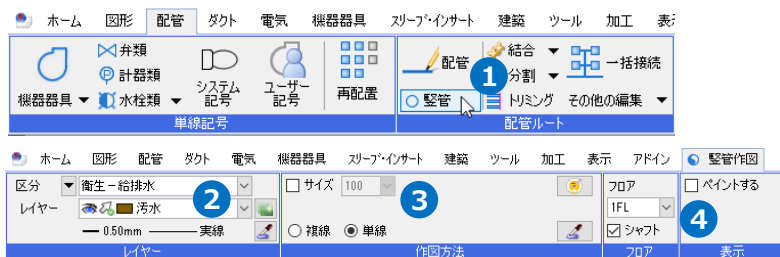 ホーム 図形 配管 ダクト 電気 機器器具 スリーブ・インサート 建築 ツール 加工 表示
弁類 結合
計器類 配管 分割 一括接続
機器器具 水栓類 システム記号 ユーザー記号 再配置 竪管 1 トリミング その他の編集
単線記号 配管ルート
ホーム 図形 配管 ダクト 電気 機器器具 スリーブ・インサート 建築 ツール 加工 表示 アドイン 竪管作図
区分 衛生-給排水 サイズ 100 フロア ペイントする
レイヤー 汚水 2 3 1FL 4
0.50mm 実線 複線 単線 シャフト
レイヤー 作図方法 フロア 表示